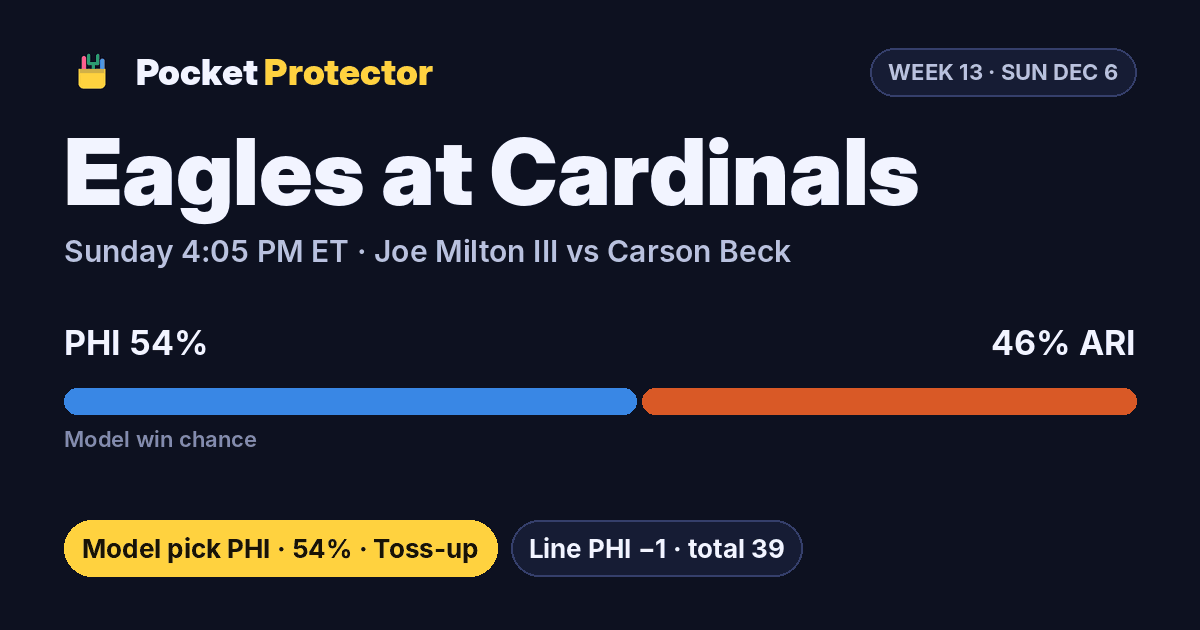 Pocket Protector
WEEK 13 · SUN DEC 6
Eagles at Cardinals
Sunday 4:05 PM ET · Joe Milton III vs Carson Beck
PHI 54%
46% ARI
Model win chance
Model pick PHI · 54% · Toss-up
Line PHI −1 · total 39